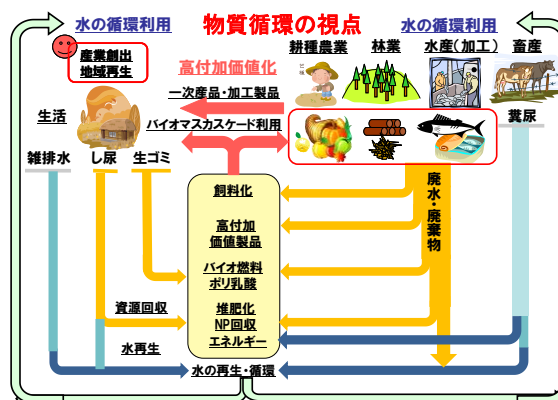 水の循環利用
物質循環の視点
水の循環利用
産業創出
地域再生
高付加価値化
耕種農業
林業
水産(加工)
畜産
一次産品・加工製品
生活
バイオマスカスケード利用
糞尿
雑排水
し尿
生ゴミ
廃水・廃棄物
飼料化
高付加
価値製品
バイオ燃料
ポリ乳酸
資源回収
堆肥化
NP回収
エネルギー
水再生
水の再生・循環